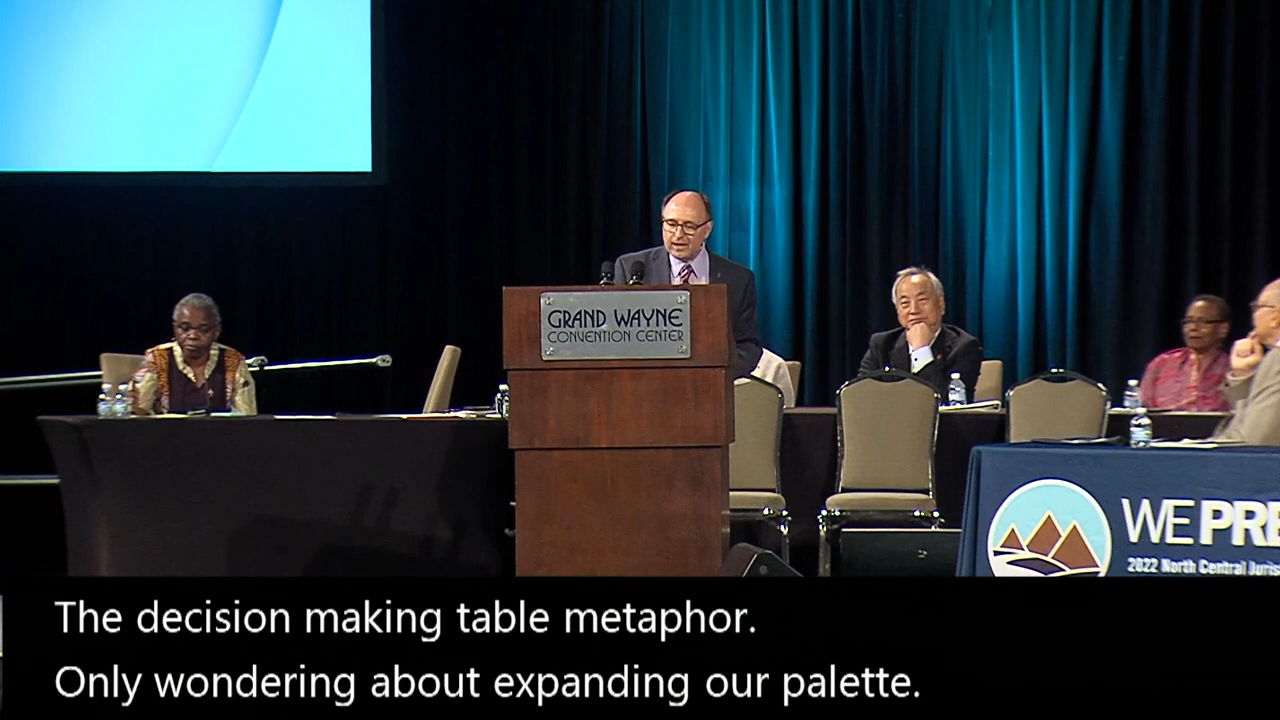 GRAND WAYNE
CONVENTION CENTER
WE PRE
2022 North Central Juris
The decision making table metaphor.
Only wondering about expanding our palette.